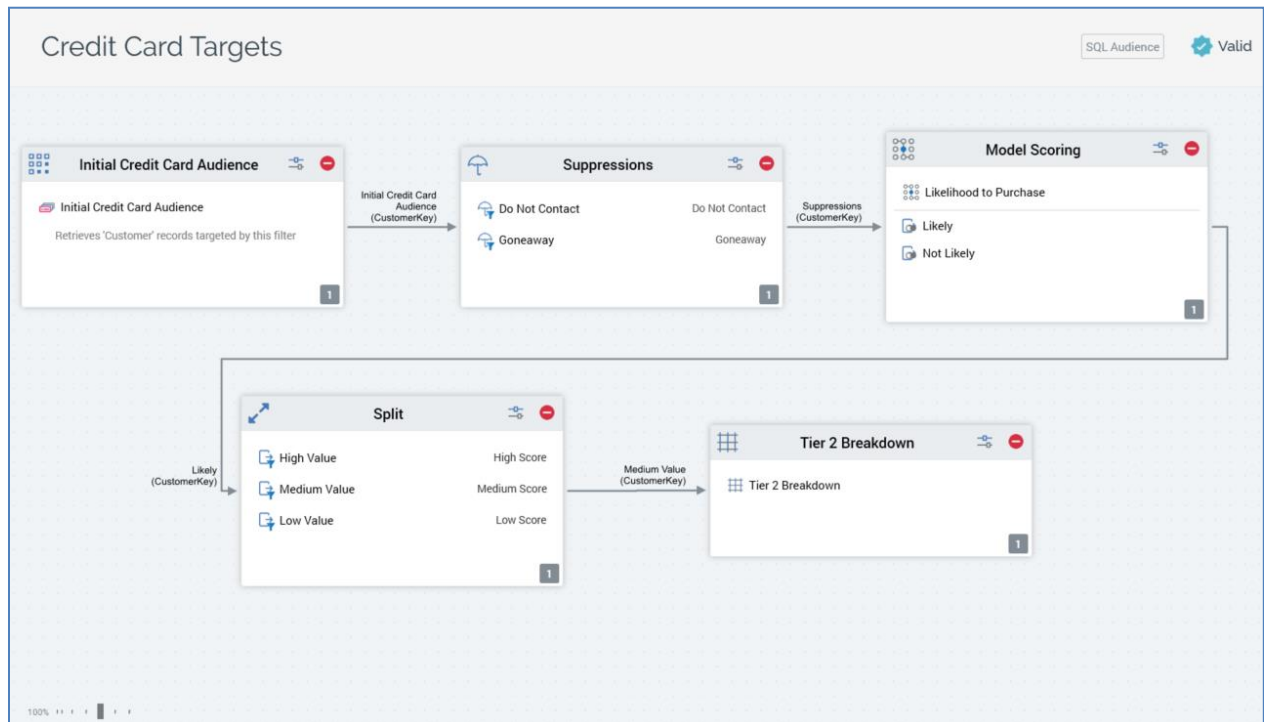 Credit Card Targets
SQL Audience
Valid
Initial Credit Card Audience
Initial Credit Card Audience
Retrieves 'Customer' records targeted by this filter
1
Initial Credit Card
Audience
(CustomerKey)
Suppressions
Do Not Contact Do Not Contact
Goneaway Goneaway
1
Suppressions
(CustomerKey)
Model Scoring
Likelihood to Purchase
Likely
Not Likely
1
Likely
(CustomerKey)
Split
High Value High Score
Medium Value Medium Score
Low Value Low Score
1
Medium Value
(CustomerKey)
Tier 2 Breakdown
Tier 2 Breakdown
1
100%